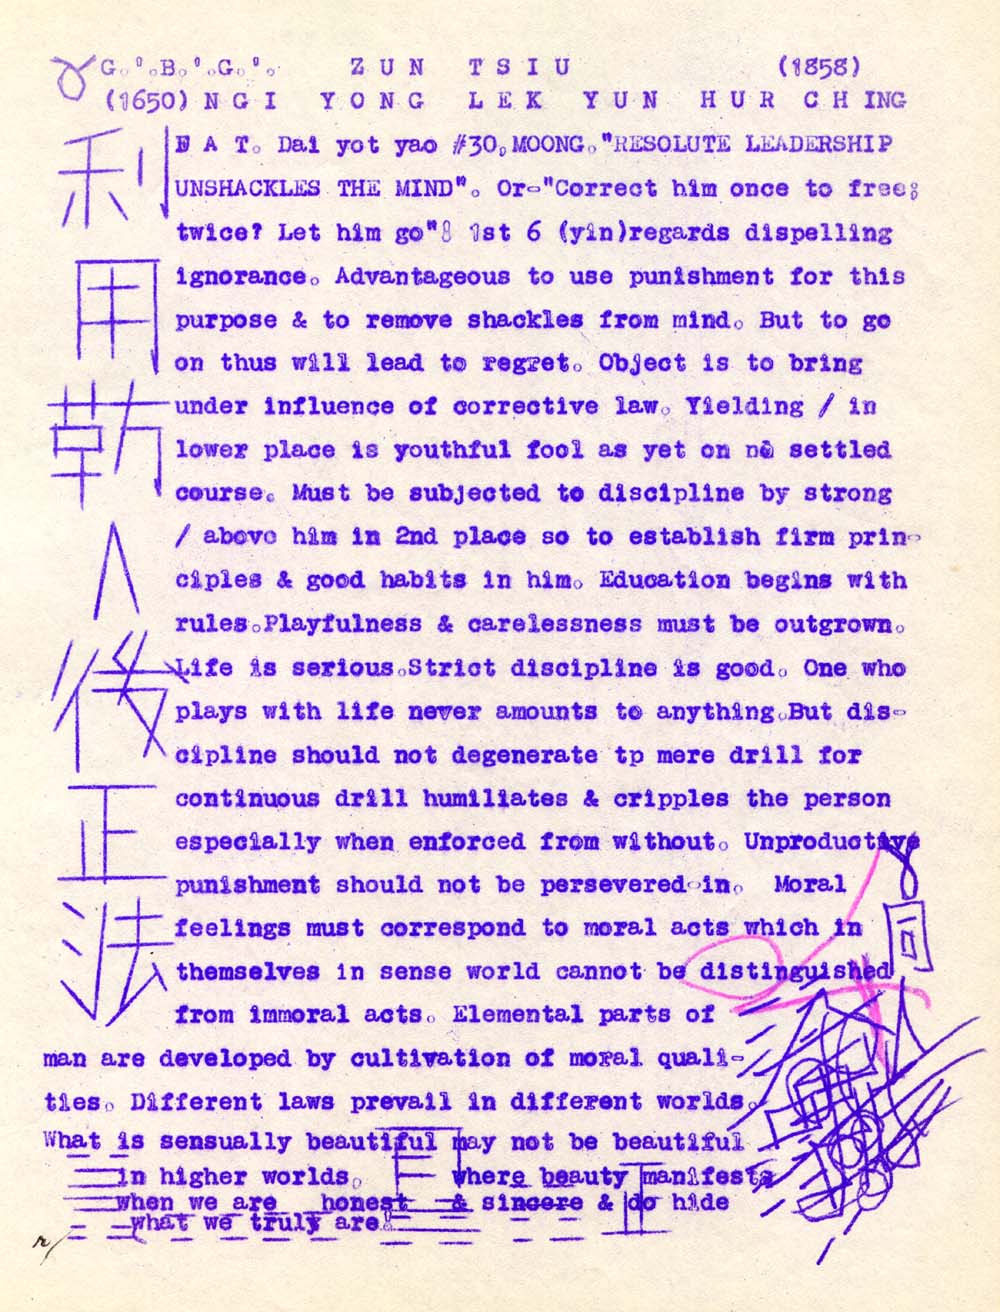 G. . B. . G. . ZUN TSIU (1858)
(1650) NGI YONG LEK YUN HUR CHING
FAT. Dai yot yao #30, MOONG. "RESOLUTE LEADERSHIP
UNSHACKLES THE MIND". Or-"Correct him once to free;
twice? Let him go"! 1st 6 (yin)regards dispelling
ignorance. Advantageous to use punishment for this
purpose & to remove shackles from mind. But to go
on thus will lead to regret. Object is to bring
under influence of corrective law. Yielding / in
lower place is youthful fool as yet on no settled
course. Must be subjected to discipline by strong
/ above him in 2nd place so to establish firm prin-
ciples & good habits in him. Education begins with
rules.Playfulness & carelessness must be outgrown.
Life is serious.Strict discipline is good. One who
plays with life never amounts to anything.But dis-
cipline should not degenerate tp mere drill for
continuous drill humiliates & cripples the person
especially when enforced from without. Unproductive
punishment should not be persevered-in. Moral
feelings must correspond to moral acts which in
themselves in sense world cannot be distinguished
from immoral acts. Elemental parts of
man are developed by cultivation of moral quali-
ties. Different laws prevail in different worlds.
What is sensually beautiful may not be beautiful
in higher worlds. where beauty manifests
when we are honest & sincere & do hide
what we truly are!
利
用
人
正
法